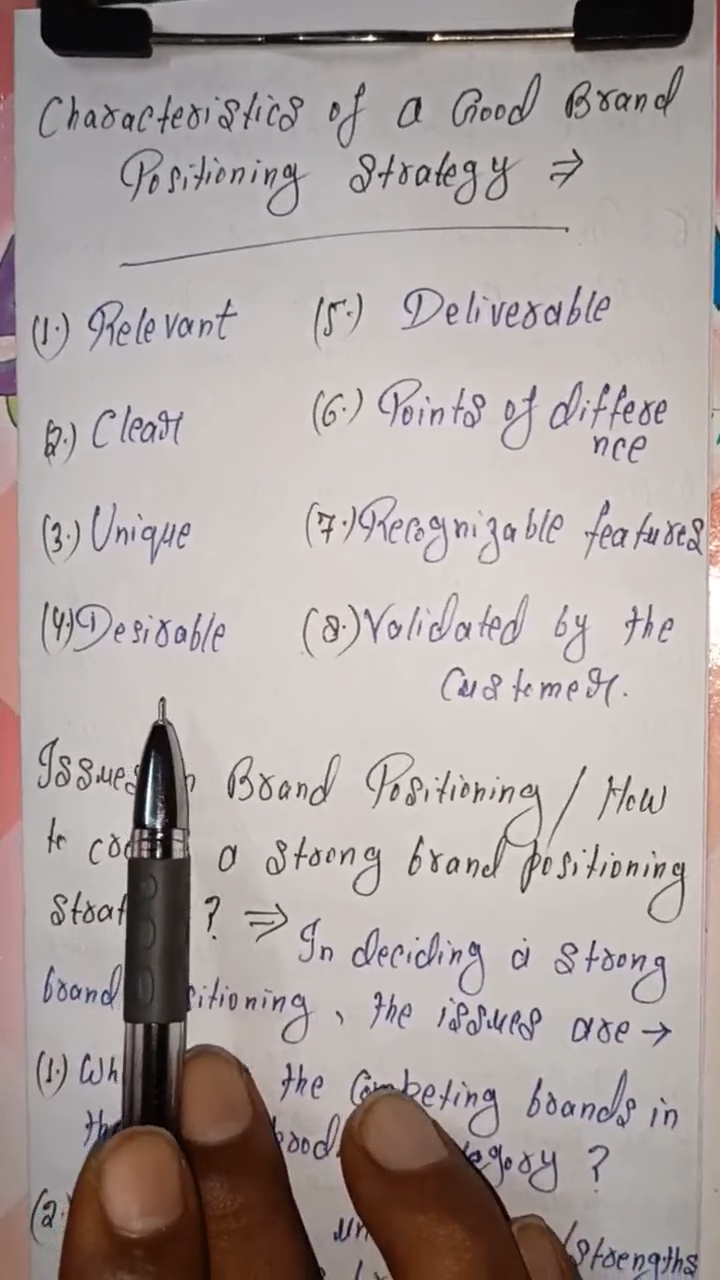 Characteristics of a Good Brand
Positioning Strategy ⇒
(1.) Relevant
(2.) Clear
(3.) Unique
(4.) Desirable
(5.) Deliverable
(6.) Points of differe
nce
(7.) Recognizable features
(8.) Validated by the
Customer.
Brand Positioning / How
to a strong brand positioning
? ⇒ In deciding a strong
brand, the issues are →
(1.) the Competing brands in
?
(2.
strengths